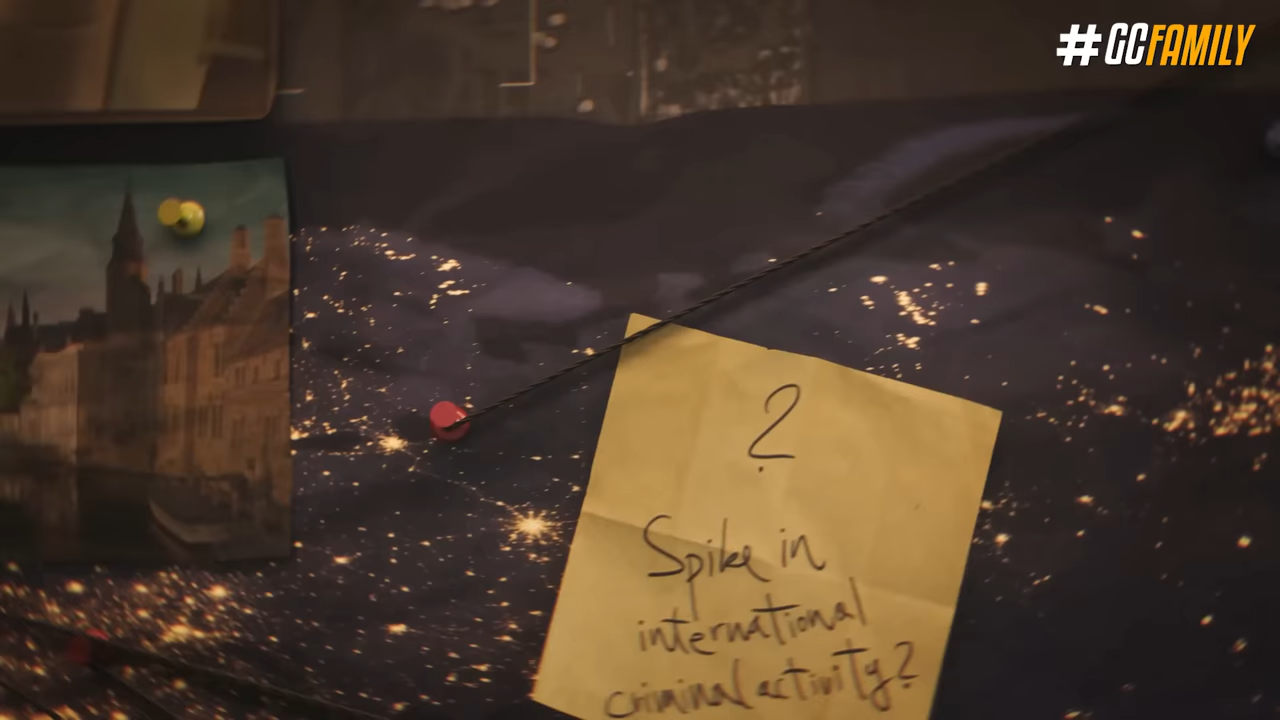 #GCFAMILY
?
Spike in
international
criminal activity?